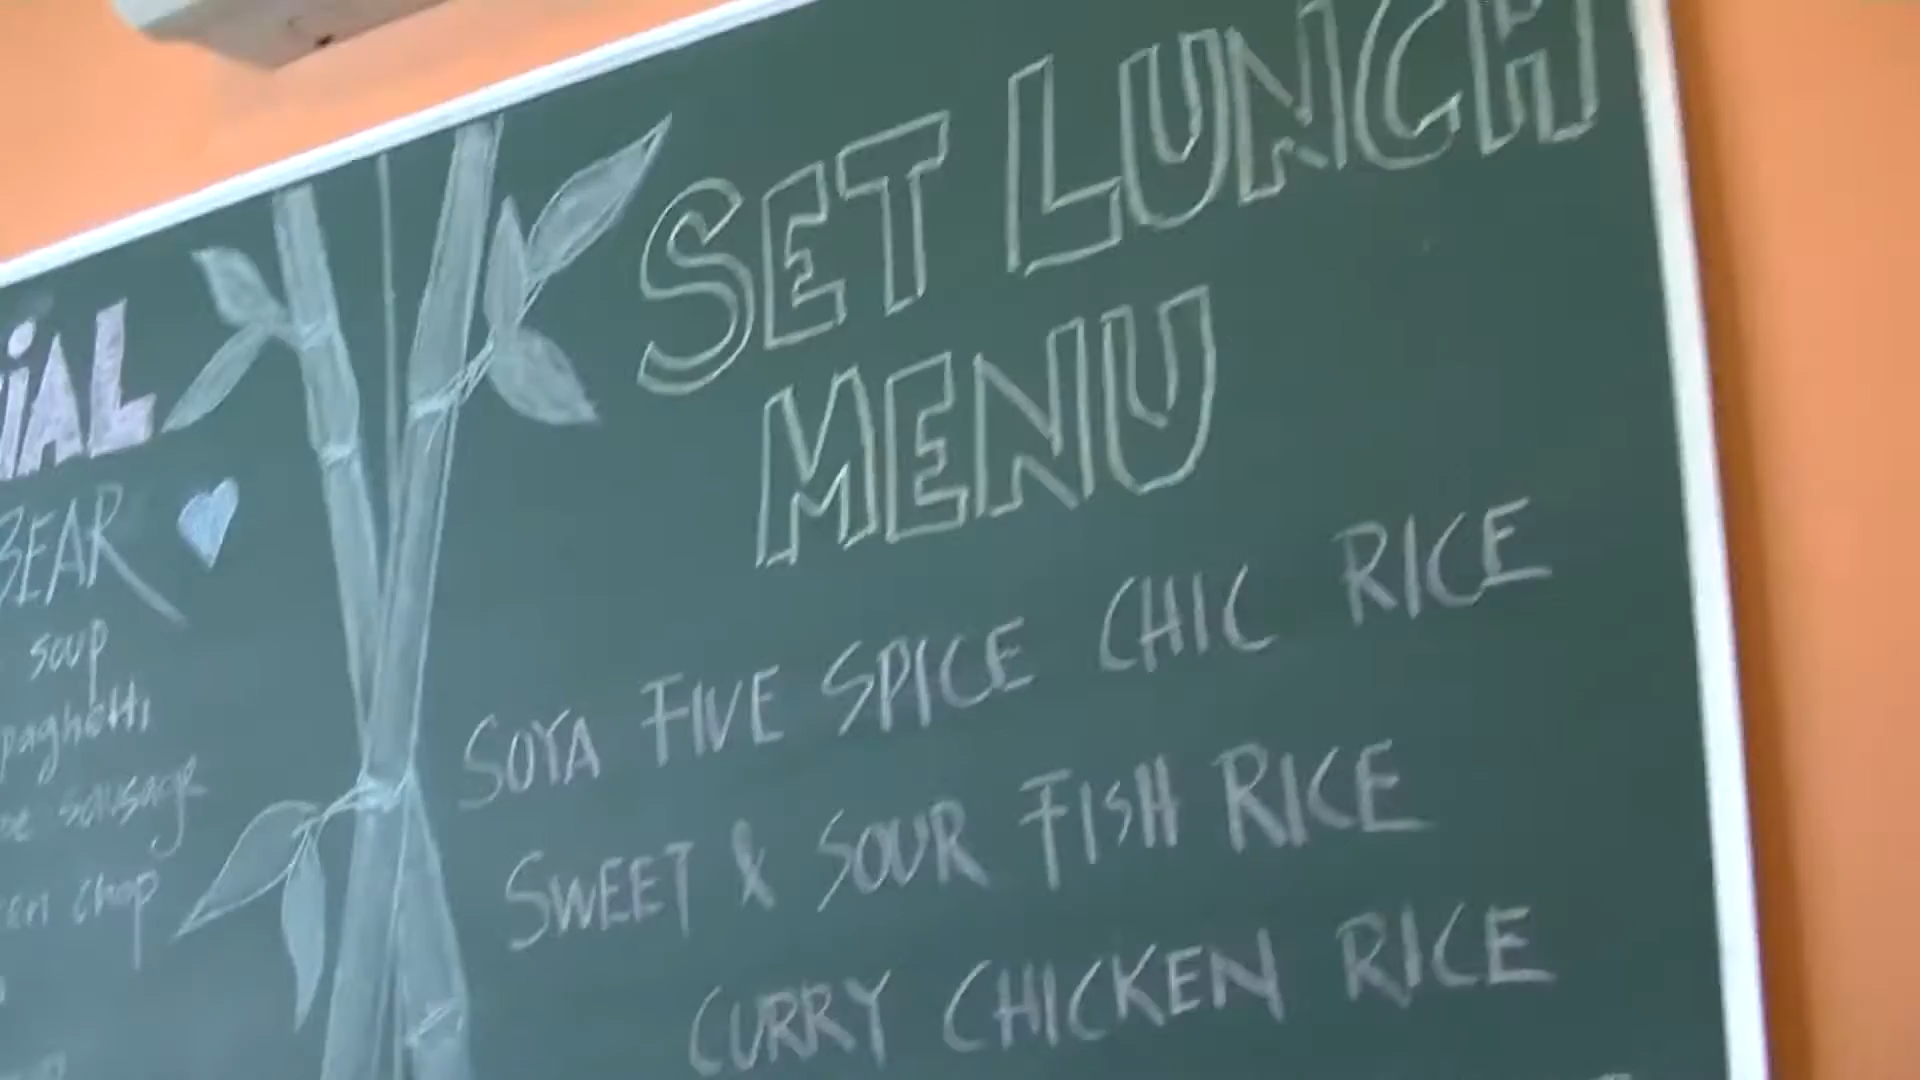 BEAR
soup
sausage
chop
SET LUNCH
MENU
SOYA FIVE SPICE CHIC RICE
SWEET & SOUR FISH RICE
CURRY CHICKEN RICE